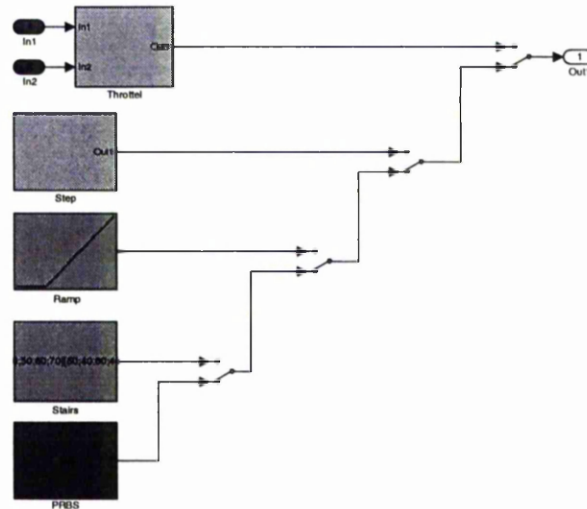 In1
In1
Out1
1
In2
In2
Out1
Throttel
Out1
Step
Ramp
Stairs
PRBS